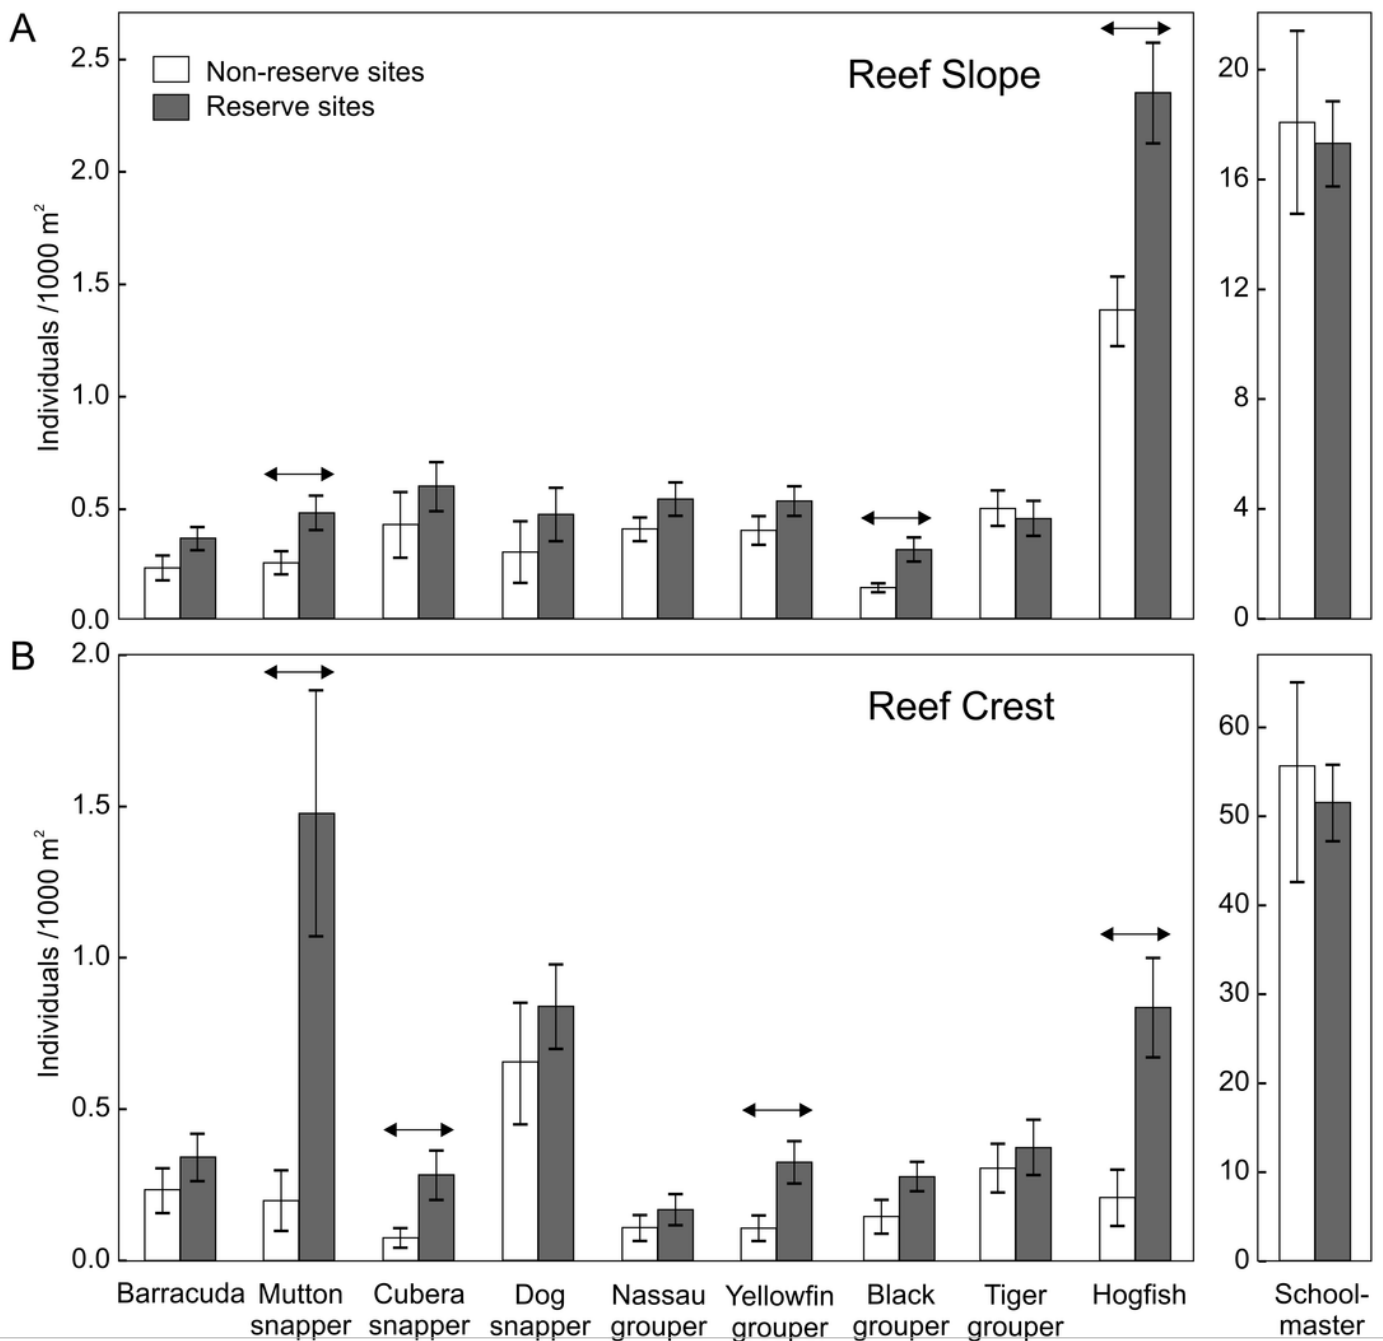 A
Non-reserve sites
Reserve sites
Reef Slope
Individuals /1000 m²
2.5
2.0
1.5
1.0
0.5
0.0
20
16
12
8
4
0
B
Reef Crest
Individuals /1000 m²
2.0
1.5
1.0
0.5
0.0
60
50
40
30
20
10
0
Barracuda Mutton Cubera Dog Nassau Yellowfin Black Tiger Hogfish School-
snapper snapper snapper grouper grouper grouper grouper master